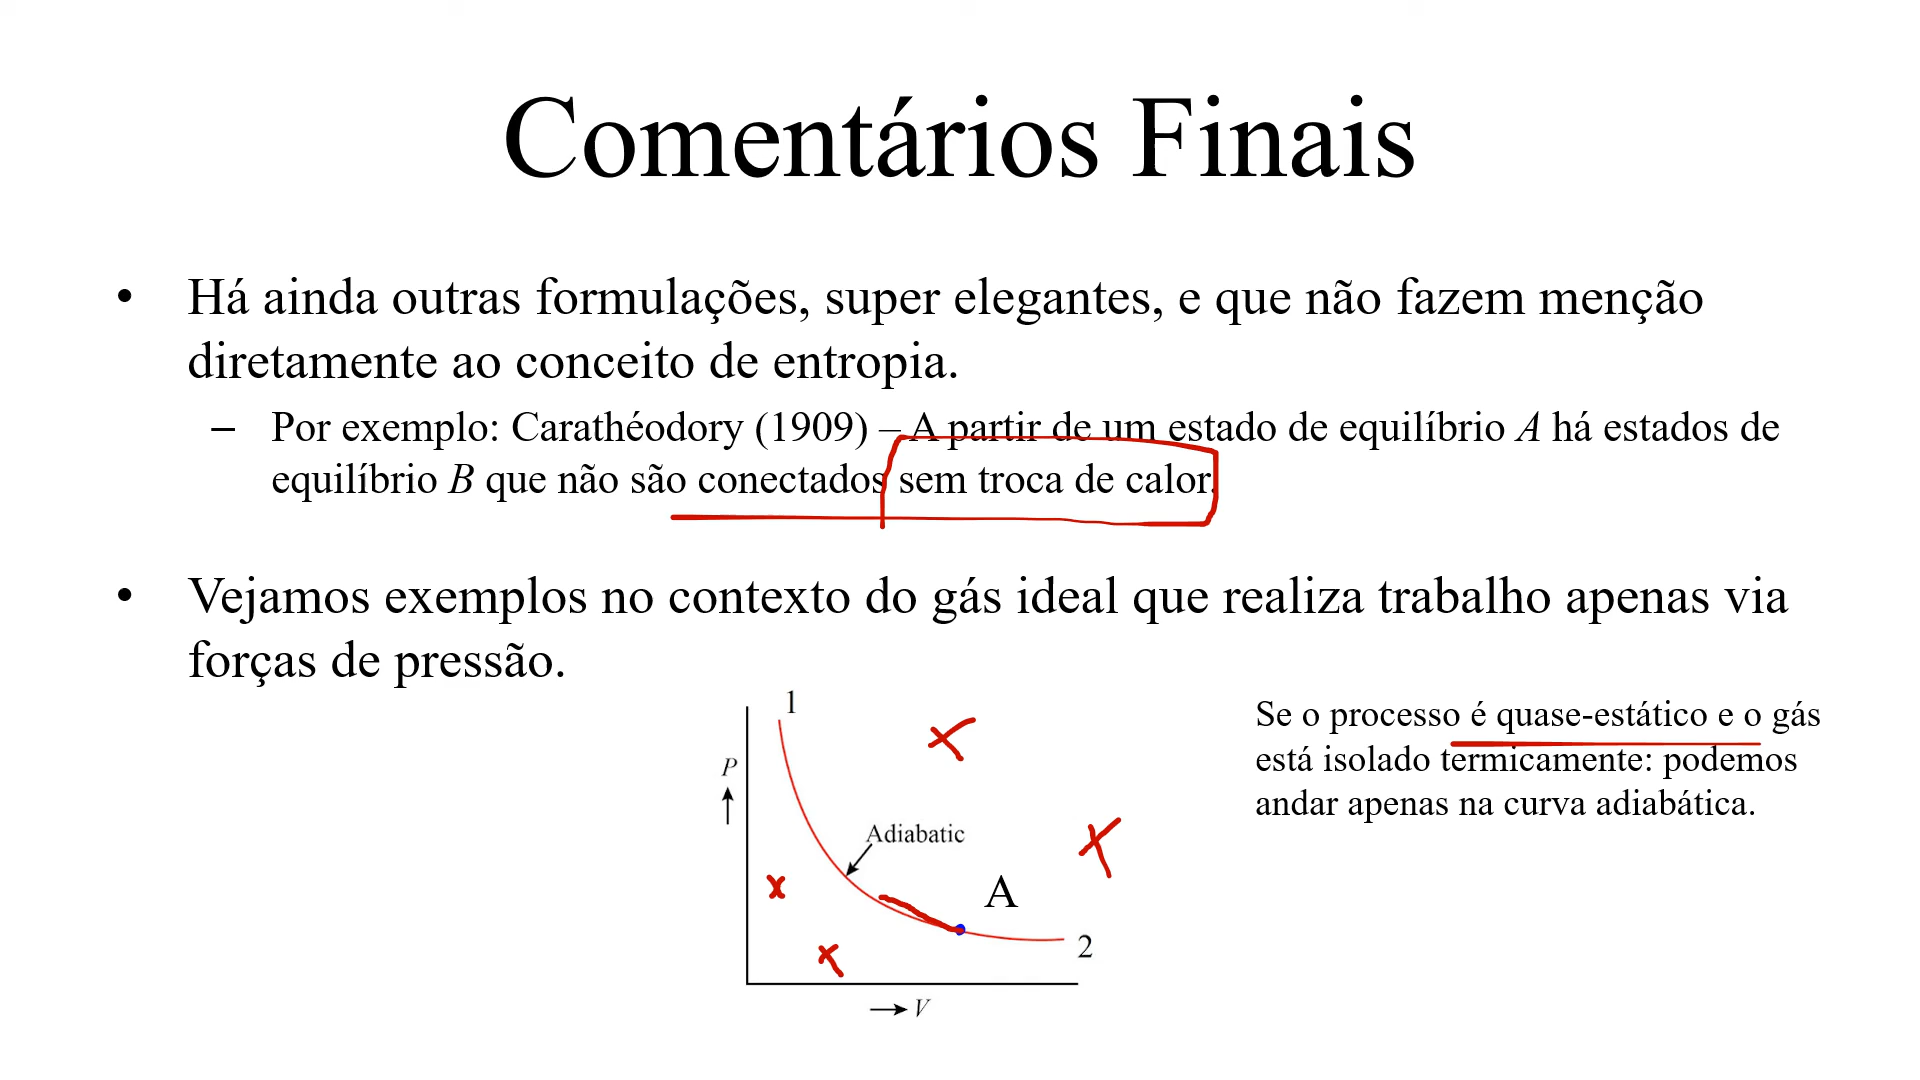 Comentários Finais
• Há ainda outras formulações, super elegantes, e que não fazem menção
diretamente ao conceito de entropia.
– Por exemplo: Carathéodory (1909) – A partir de um estado de equilíbrio A há estados de
equilíbrio B que não são conectados sem troca de calor.
• Vejamos exemplos no contexto do gás ideal que realiza trabalho apenas via
forças de pressão.
1
P
Adiabatic
A
2
V
Se o processo é quase-estático e o gás
está isolado termicamente: podemos
andar apenas na curva adiabática.